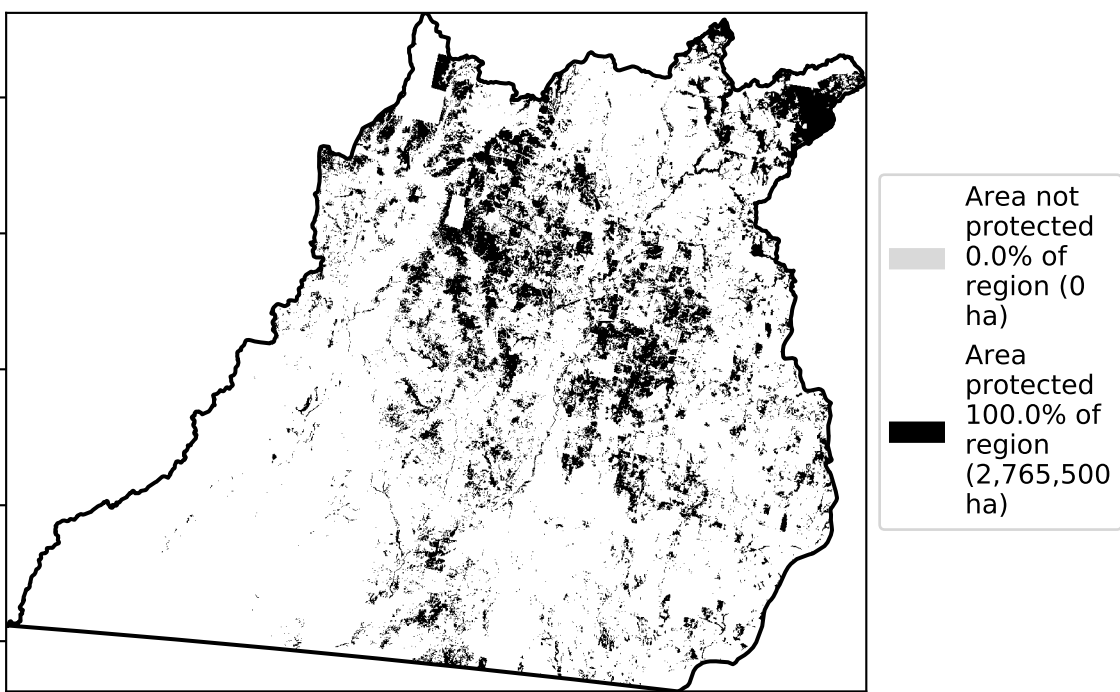 Area not
protected
0.0% of
region (0
ha)
Area
protected
100.0% of
region
(2,765,500
ha)